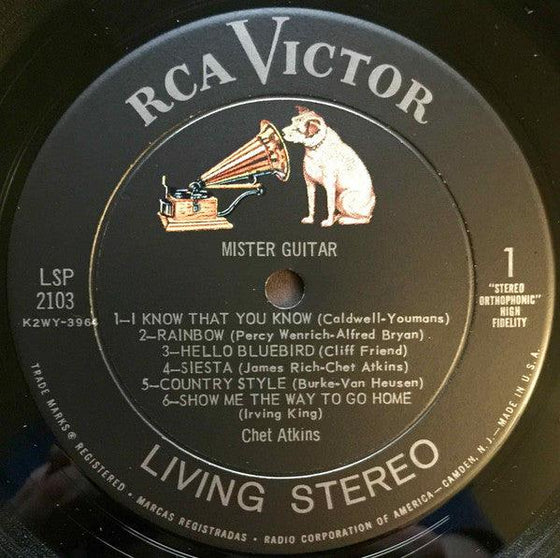 RCA VICTOR
MISTER GUITAR
LSP
2103
K2WY-3964
1
"STEREO
ORTHOPHONIC"
HIGH
FIDELITY
1—I KNOW THAT YOU KNOW (Caldwell-Youmans)
2—RAINBOW (Percy Wenrich-Alfred Bryan)
3—HELLO BLUEBIRD (Cliff Friend)
4—SIESTA (James Rich-Chet Atkins)
5—COUNTRY STYLE (Burke-Van Heusen)
6—SHOW ME THE WAY TO GO HOME
(Irving King)
Chet Atkins
LIVING STEREO
TRADE MARKS® REGISTERED • MARCAS REGISTRADAS • RADIO CORPORATION OF AMERICA—CAMDEN, N.J.—MADE IN U.S.A.